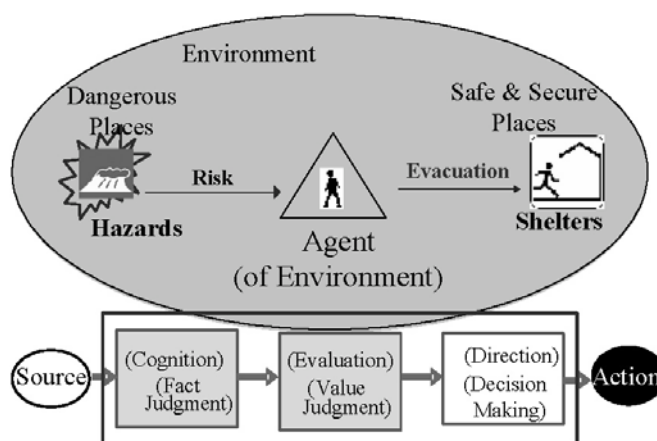 Environment
Dangerous
Places
Safe & Secure
Places
Risk
Evacuation
Hazards
Shelters
Agent
(of Environment)
Source
(Cognition)
(Fact
Judgment)
(Evaluation)
(Value
Judgment)
(Direction)
(Decision
Making)
Action